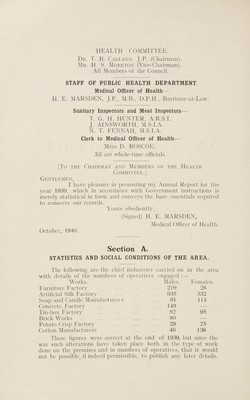 HEALTH COMMITTEE.
DR. T. B. CALLAND, J.P. (Chairman).
MR. H. S. MORETON (Vice-Chairman).
All Members of the Council.
STAFF OF PUBLIC HEALTH DEPARTMENT.
Medical Officer of Health—
H. E. MARSDEN, J.P., M.B., D.P.H., Barrister-at-Law.
Sanitary Inspectors and Meat Inspectors—
T. G. H. HUNTER, A.R.S.I.
J. AINSWORTH, M.S.I.A.
N. T. FENNAH, M.S.I.A.
Clerk to Medical Officer of Health—
MISS D. ROSCOE.
All are whole-time officials.
[TO THE CHAIRMAN AND MEMBERS OF THE HEALTH
COMMITTEE.]
GENTLEMEN,
I have pleasure in presenting my Annual Report for the
year 1939, which in accordance with Government instructions is
merely statistical in form and conveys the bare essentials required
to conserve our records.
Yours obediently,
(Signed) H. E. MARSDEN,
Medical Officer of Health.
October, 1940.
Section A.
STATISTICS AND SOCIAL CONDITIONS OF THE AREA.
The following are the chief industries carried on in the area
with details of the numbers of operatives engaged :—
Works. Males. Females.
Furniture Factory 219 26
Artificial Silk Factory 935 332
Soap and Candle Manufacturers 61 114
Concrete Factory 149 —
Tin-box Factory 82 95
Brick Works 80 —
Potato Crisp Factory 29 75
Cotton Manufacturers 46 138
These figures were correct at the end of 1939, but since the
war such alterations have taken place both in the type of work
done on the premises and in numbers of operatives, that it would
not be possible, if indeed permissible, to publish any later details.